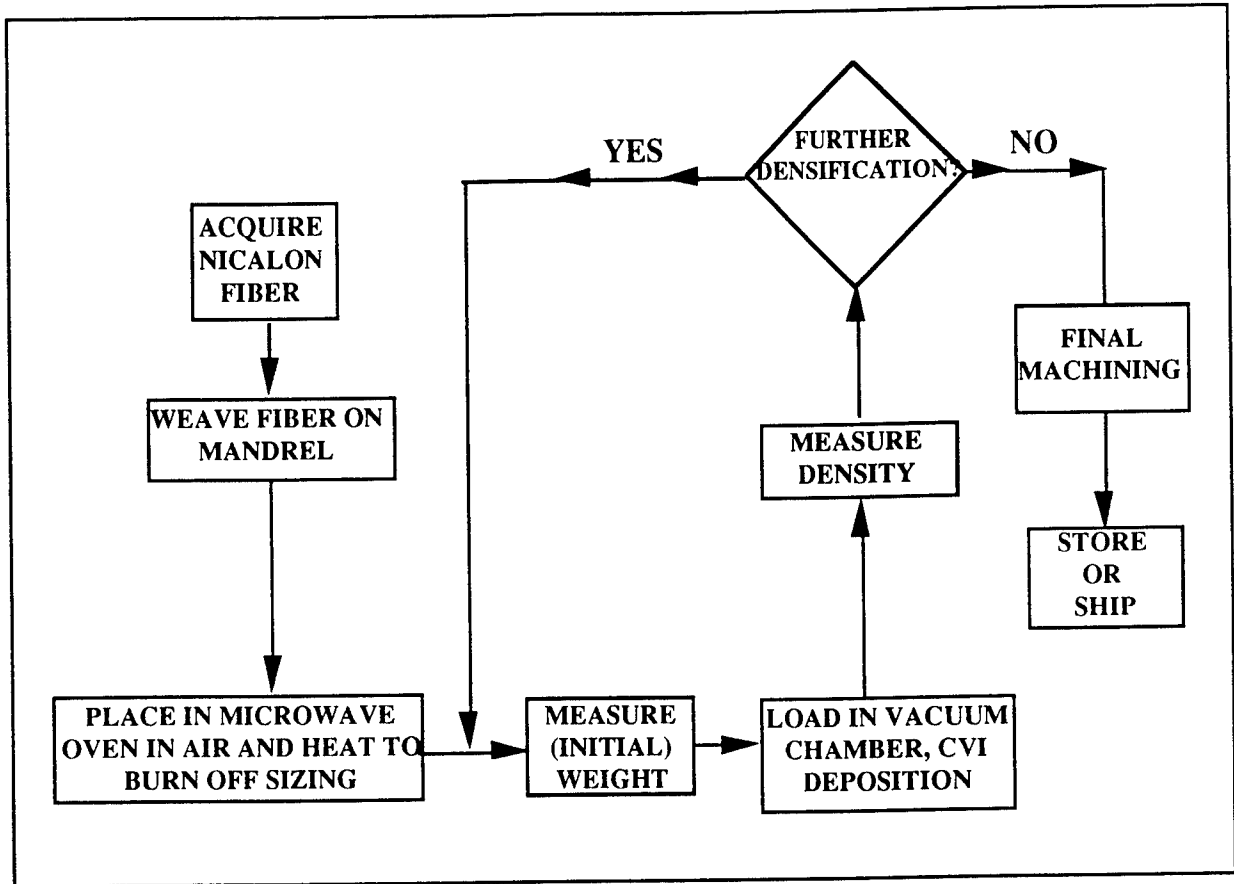 ACQUIRE
NICALON
FIBER
WEAVE FIBER ON
MANDREL
PLACE IN MICROWAVE
OVEN IN AIR AND HEAT TO
BURN OFF SIZING
MEASURE
(INITIAL)
WEIGHT
LOAD IN VACUUM
CHAMBER, CVI
DEPOSITION
MEASURE
DENSITY
FURTHER
DENSIFICATION?
YES
NO
FINAL
MACHINING
STORE
OR
SHIP